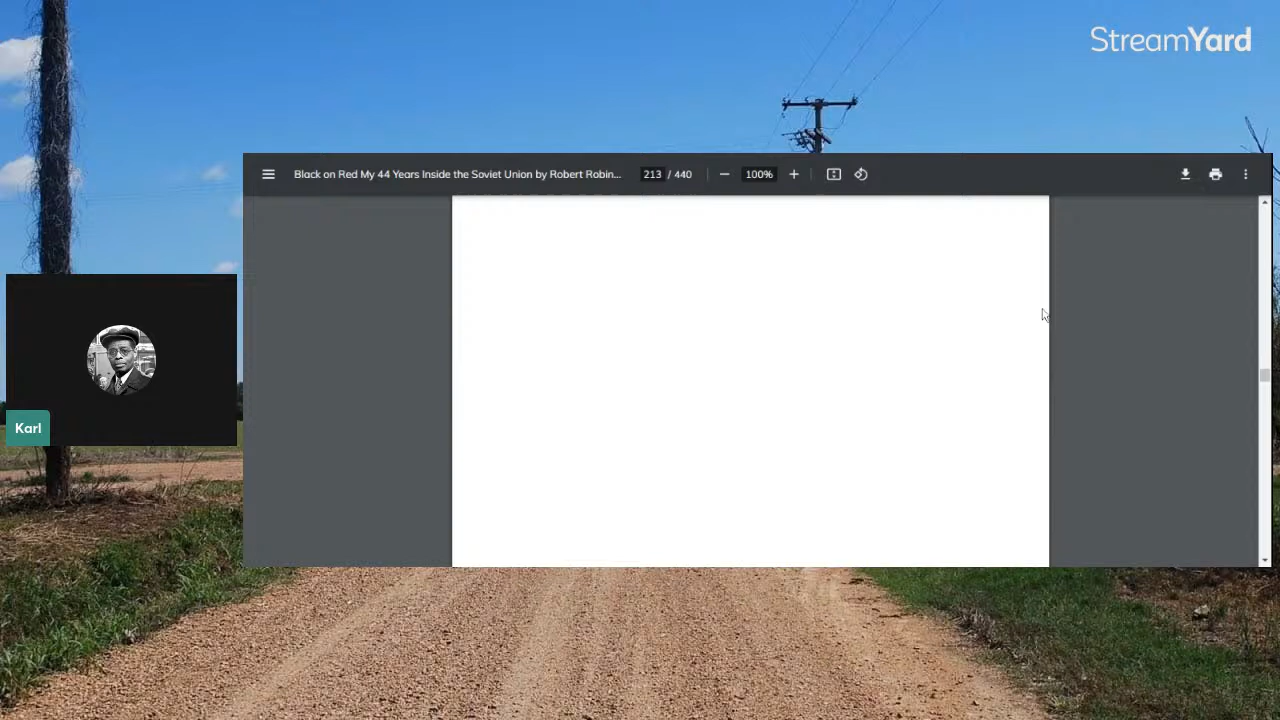 StreamYard
Black on Red My 44 Years Inside the Soviet Union by Robert Robin...
213 / 440
100%
Karl